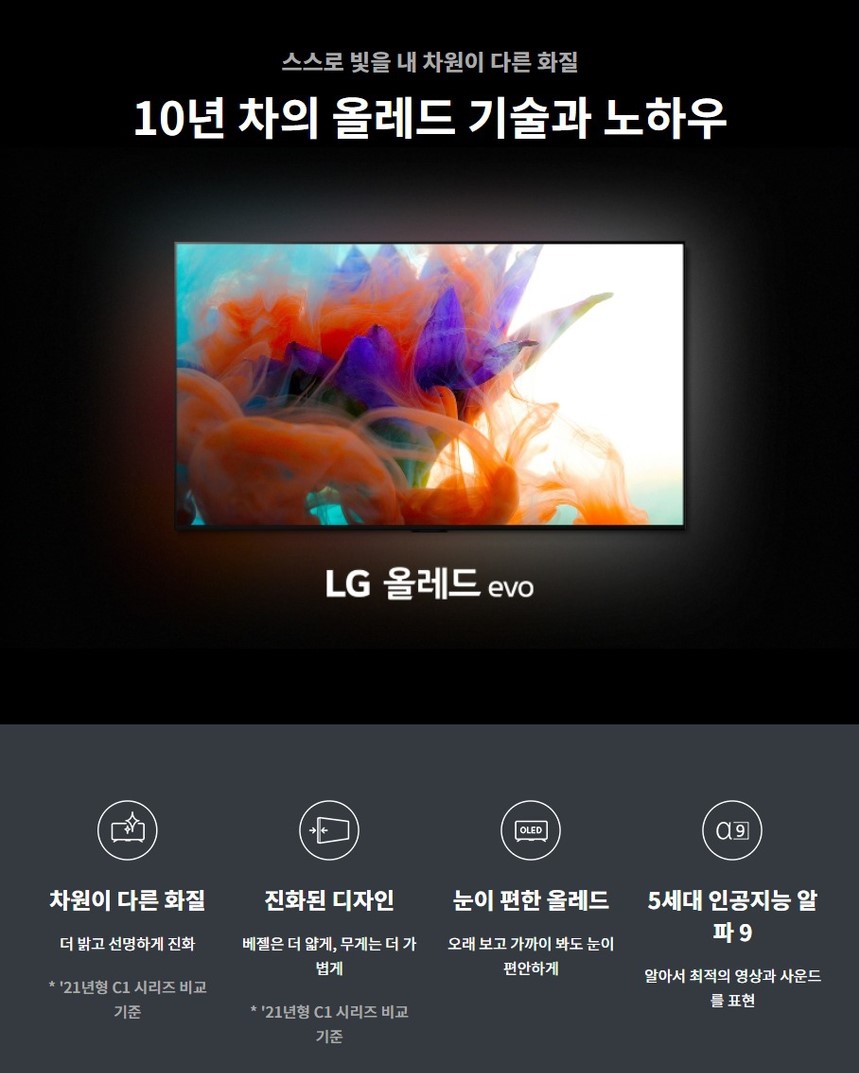 스스로 빛을 내 차원이 다른 화질
10년 차의 올레드 기술과 노하우
LG 올레드 evo
OLED
α9
차원이 다른 화질
더 밝고 선명하게 진화
* '21년형 C1 시리즈 비교
기준
진화된 디자인
베젤은 더 얇게, 무게는 더 가
볍게
* '21년형 C1 시리즈 비교
기준
눈이 편한 올레드
오래 보고 가까이 봐도 눈이
편안하게
5세대 인공지능 알
파 9
알아서 최적의 영상과 사운드
를 표현